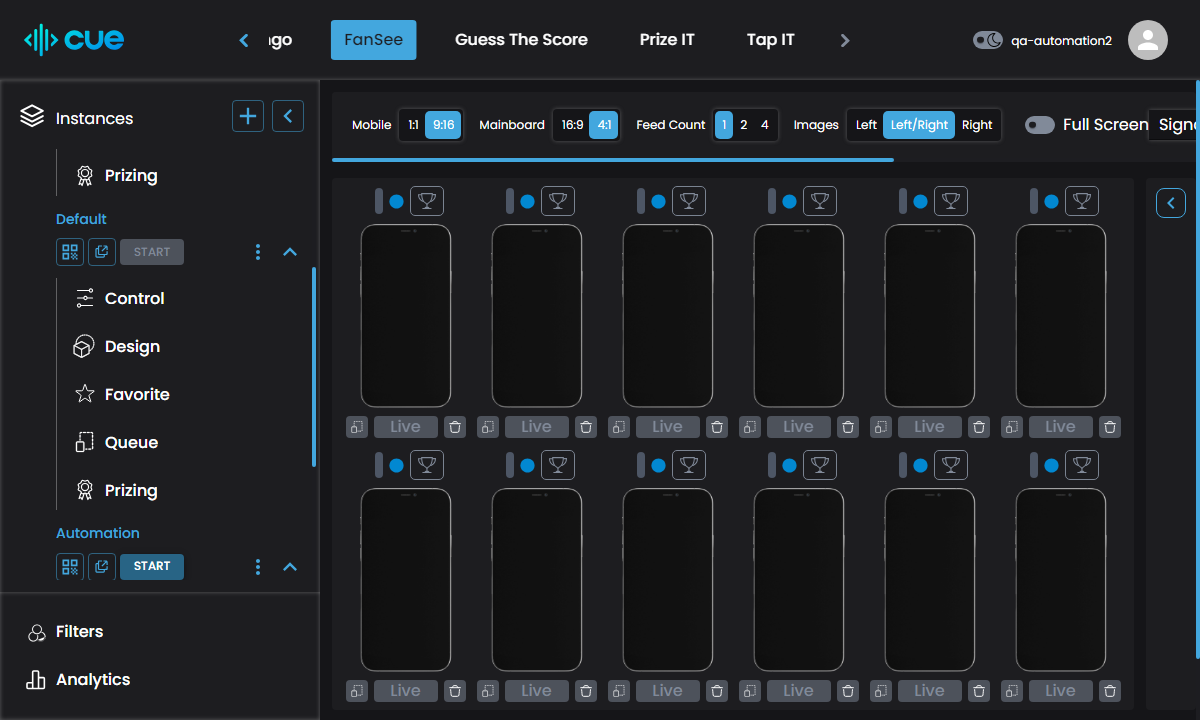 cue
ngo FanSee Guess The Score Prize IT Tap IT
qa-automation2
Instances
Prizing
Default
START
Control
Design
Favorite
Queue
Prizing
Automation
START
Filters
Analytics
Mobile 1:1 9:16 Mainboard 16:9 4:1 Feed Count 1 2 4 Images Left Left/Right Right Full Screen
Live Live Live Live Live Live
Live Live Live Live Live Live